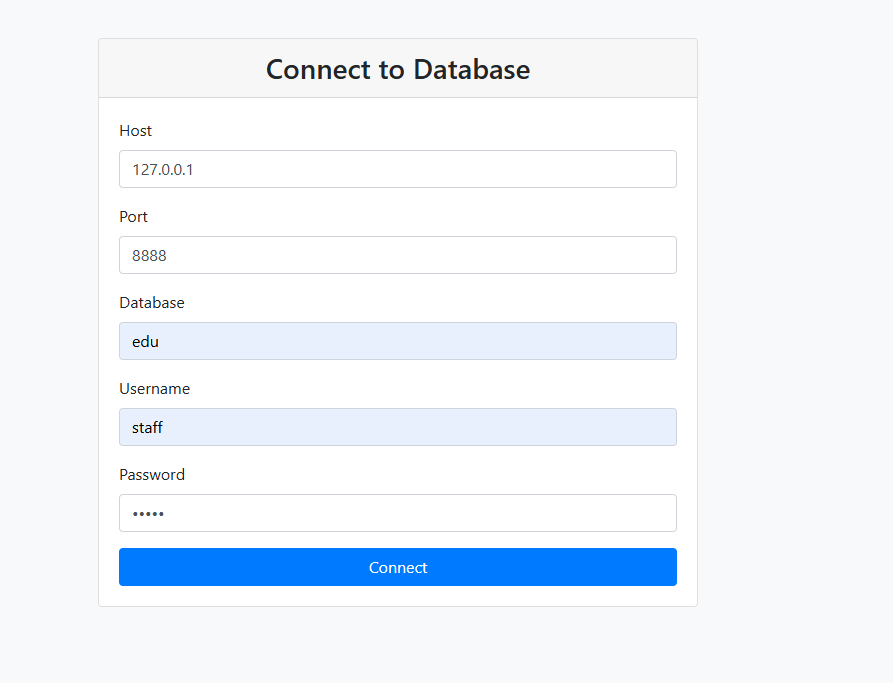 Connect to Database
Host
127.0.0.1
Port
8888
Database
edu
Username
staff
Password
•••••
Connect